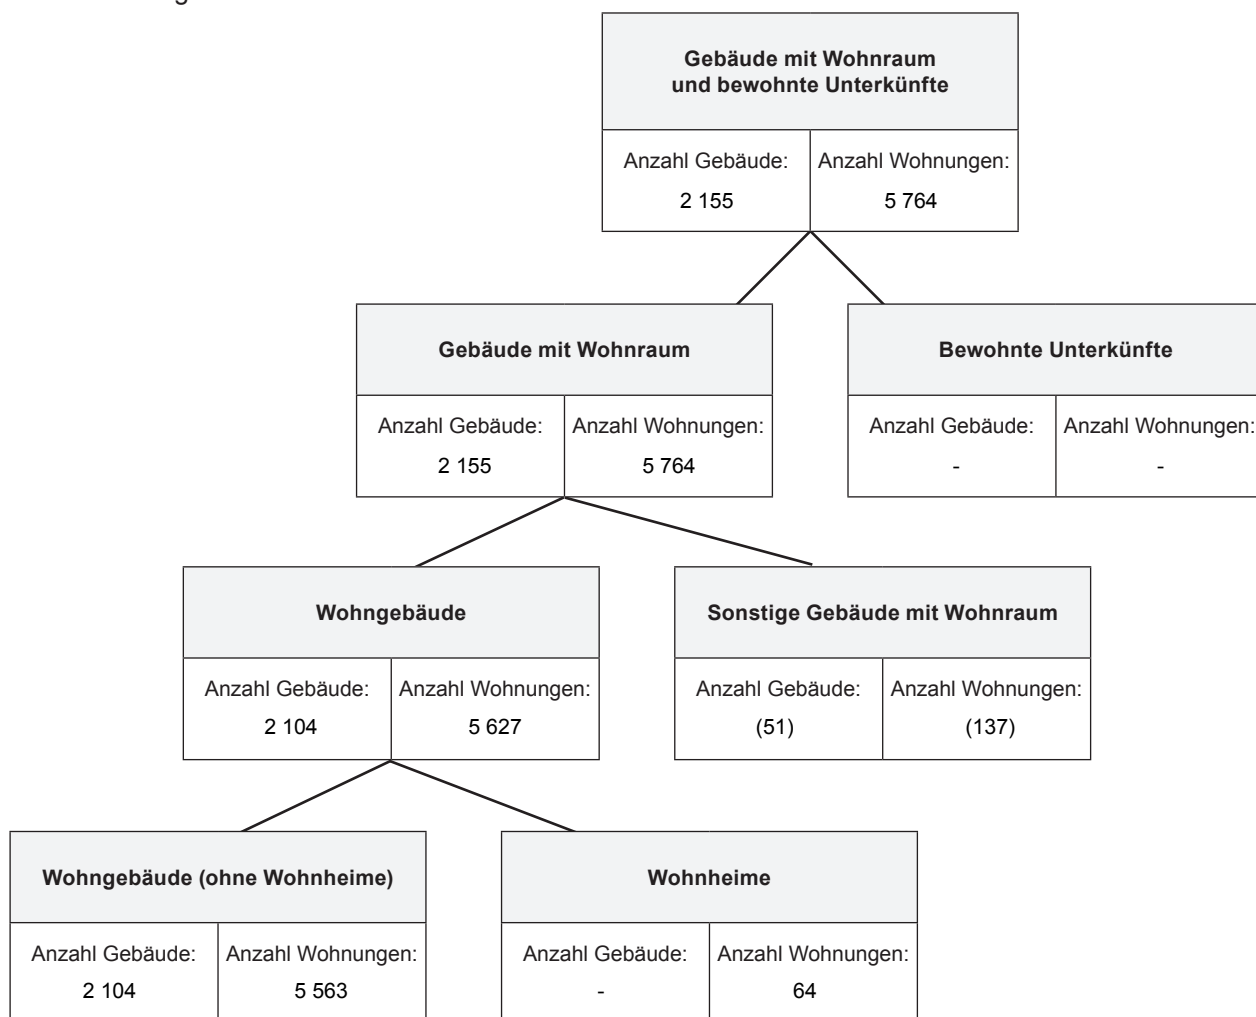 Gebäude mit Wohnraum
und bewohnte Unterkünfte
Anzahl Gebäude: Anzahl Wohnungen:
2 155 5 764
Gebäude mit Wohnraum Bewohnte Unterkünfte
Anzahl Gebäude: Anzahl Wohnungen: Anzahl Gebäude: Anzahl Wohnungen:
2 155 5 764 - -
Wohngebäude Sonstige Gebäude mit Wohnraum
Anzahl Gebäude: Anzahl Wohnungen: Anzahl Gebäude: Anzahl Wohnungen:
2 104 5 627 (51) (137)
Wohngebäude (ohne Wohnheime) Wohnheime
Anzahl Gebäude: Anzahl Wohnungen: Anzahl Gebäude: Anzahl Wohnungen:
2 104 5 563 - 64